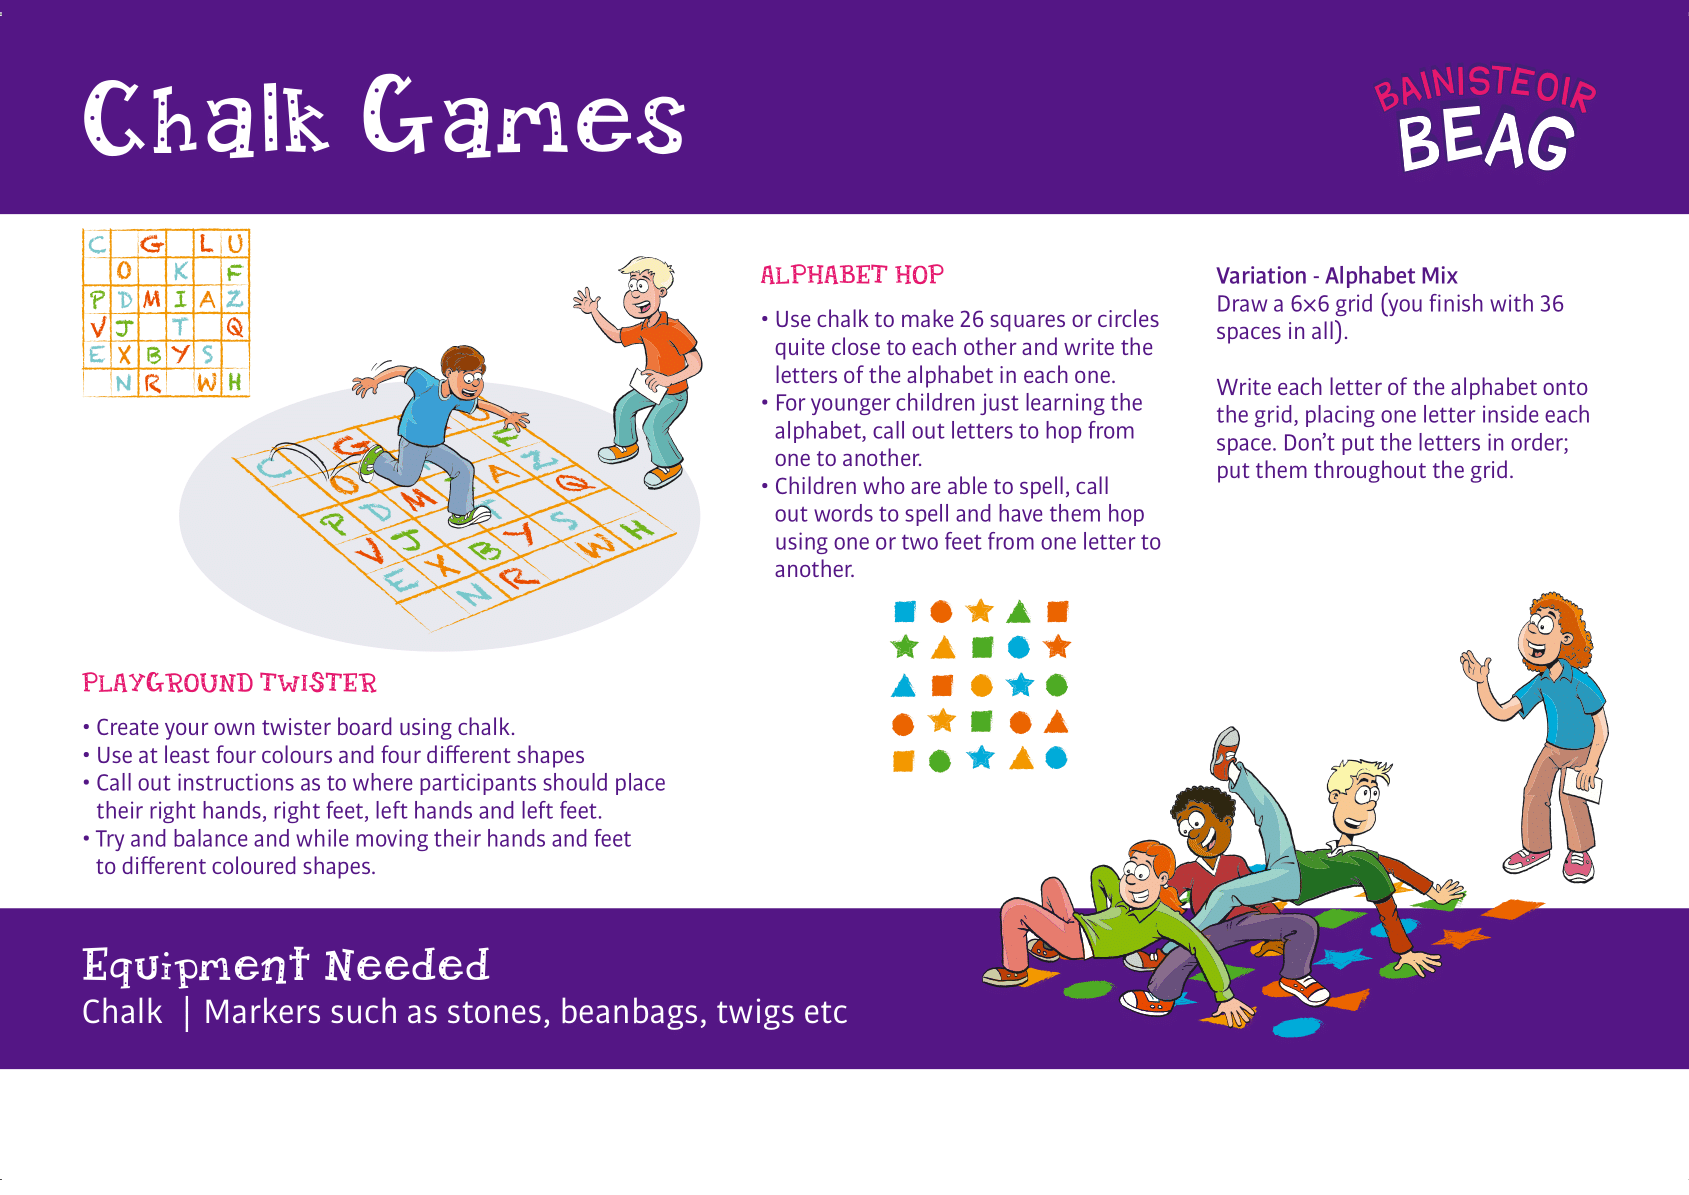 Chalk Games
BAINISTEOIR
BEAG
C G L U
O K F
P D M I A Z
V J T Q
E X B Y S
N R W H
C G U F
O A N Q
P D M I S H
V J B Y W
E X R
N
PLAYGROUND TWISTER
• Create your own twister board using chalk.
• Use at least four colours and four different shapes
• Call out instructions as to where participants should place
their right hands, right feet, left hands and left feet.
• Try and balance and while moving their hands and feet
to different coloured shapes.
ALPHABET HOP
• Use chalk to make 26 squares or circles
quite close to each other and write the
letters of the alphabet in each one.
• For younger children just learning the
alphabet, call out letters to hop from
one to another.
• Children who are able to spell, call
out words to spell and have them hop
using one or two feet from one letter to
another.
Variation - Alphabet Mix
Draw a 6×6 grid (you finish with 36
spaces in all).
Write each letter of the alphabet onto
the grid, placing one letter inside each
space. Don’t put the letters in order;
put them throughout the grid.
Equipment Needed
Chalk | Markers such as stones, beanbags, twigs etc